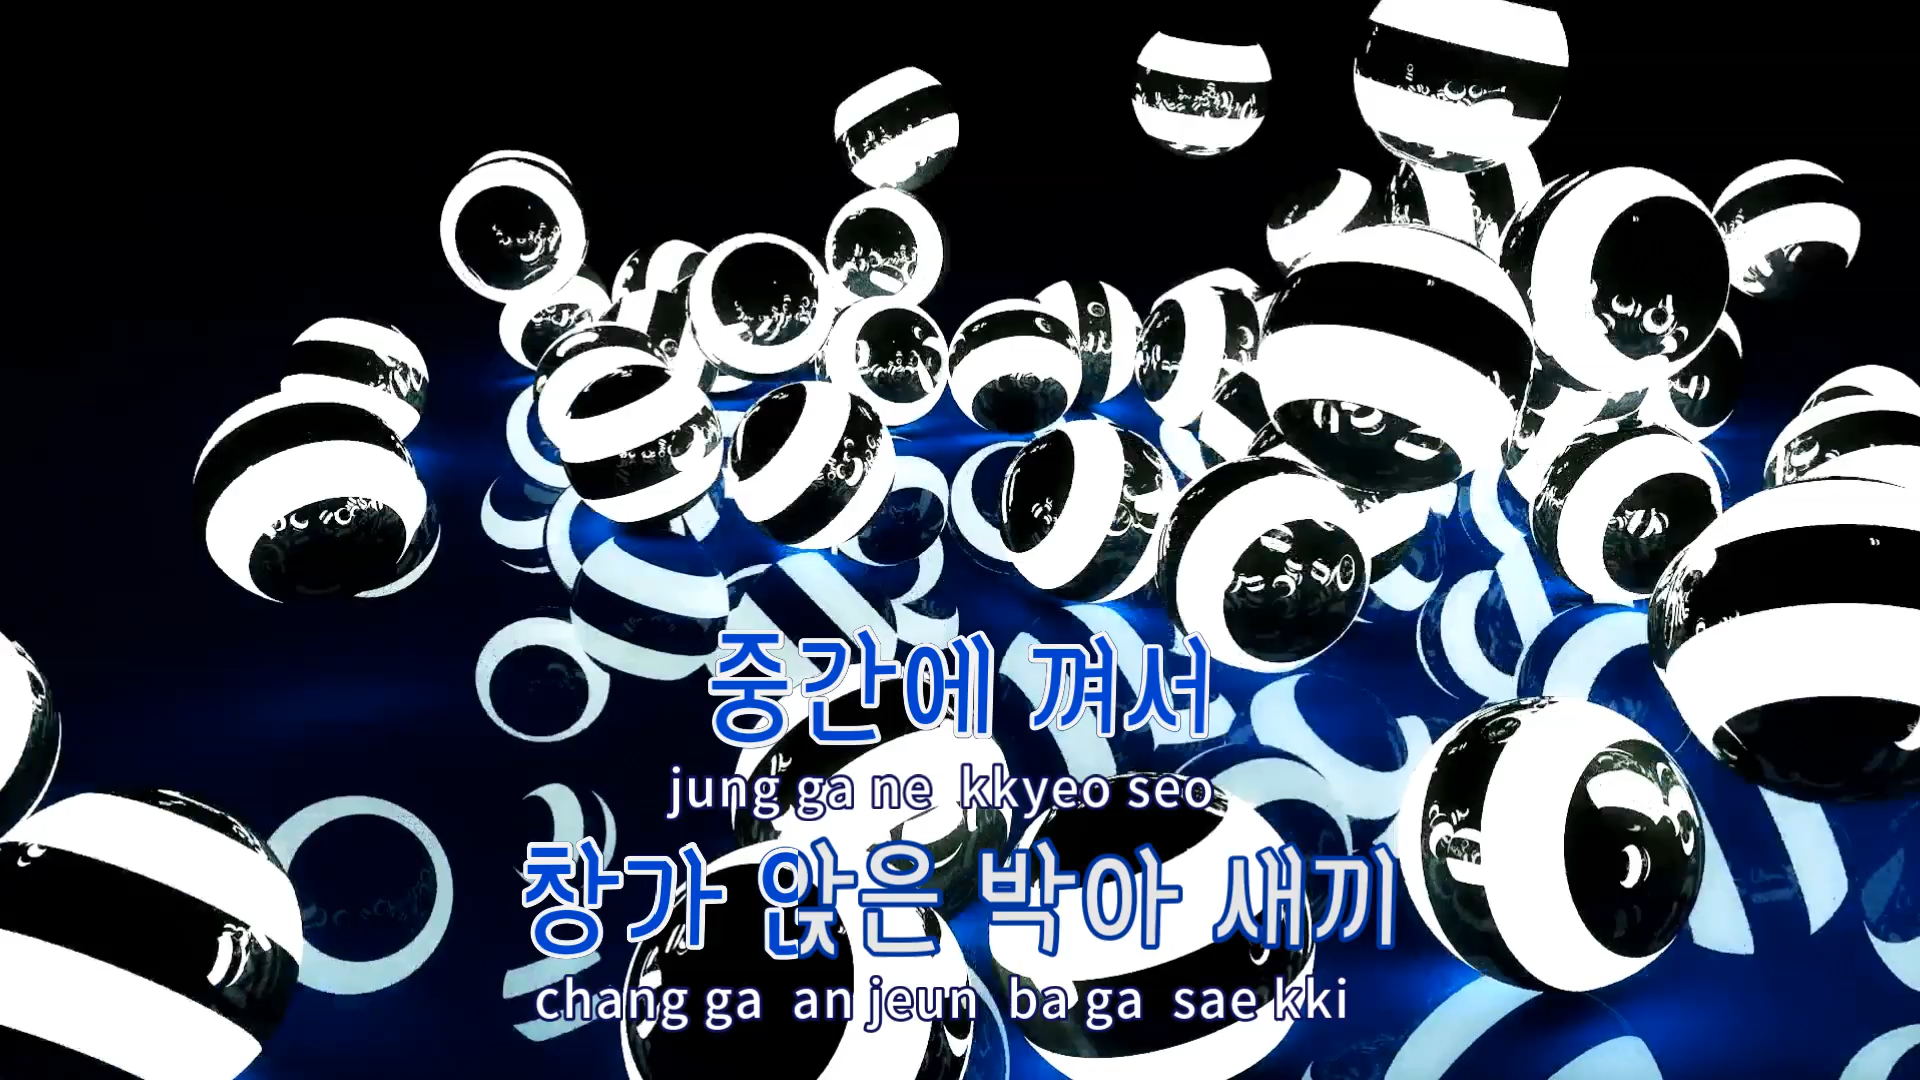 중간에 껴서
jung ga ne kkyeo seo
창가 앉은 박아 새끼
chang ga an jeun ba ga sae kki